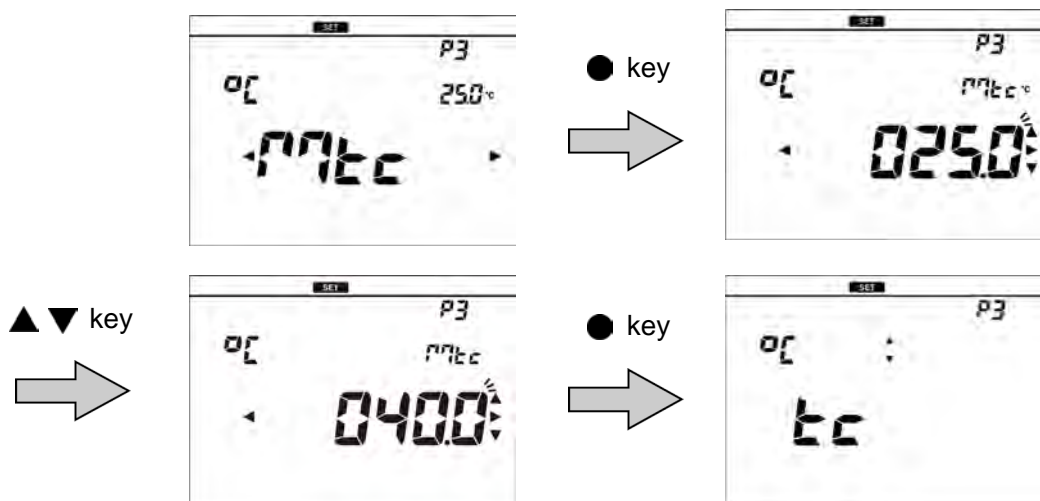 SET
P3
°C
25.0 °C
Mtc
● key
SET
P3
°C
Mtc °C
025.0
▲ ▼ key
SET
P3
°C
Mtc
040.0
● key
SET
P3
°C
tc